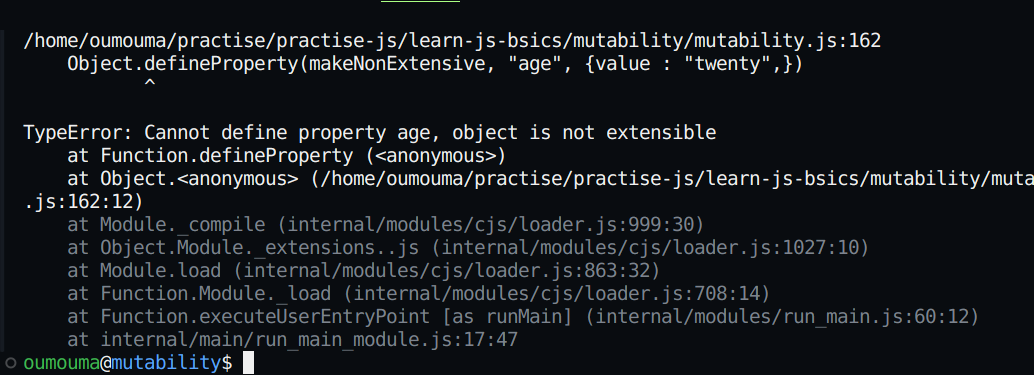 /home/oumouma/practise/practise-js/learn-js-bsics/mutability/mutability.js:162
    Object.defineProperty(makeNonExtensive, "age", {value : "twenty",})
           ^

TypeError: Cannot define property age, object is not extensible
    at Function.defineProperty (<anonymous>)
    at Object.<anonymous> (/home/oumouma/practise/practise-js/learn-js-bsics/mutability/muta
.js:162:12)
    at Module._compile (internal/modules/cjs/loader.js:999:30)
    at Object.Module._extensions..js (internal/modules/cjs/loader.js:1027:10)
    at Module.load (internal/modules/cjs/loader.js:863:32)
    at Function.Module._load (internal/modules/cjs/loader.js:708:14)
    at Function.executeUserEntryPoint [as runMain] (internal/modules/run_main.js:60:12)
    at internal/main/run_main_module.js:17:47
oumouma@mutability$